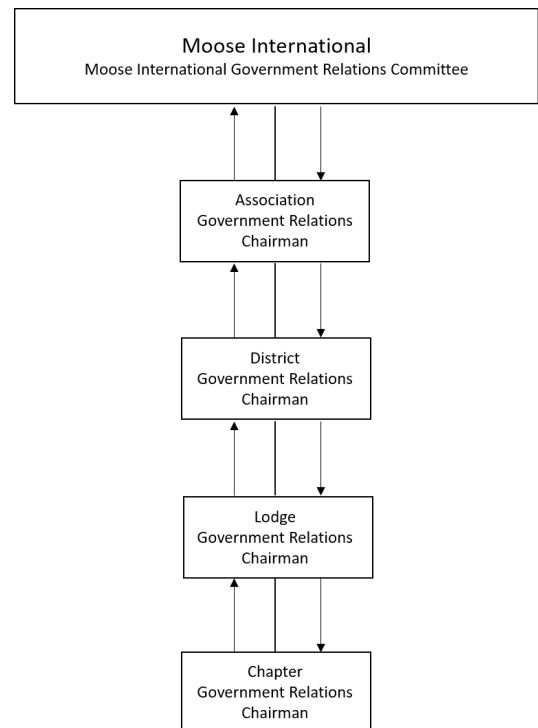 Moose International
Moose International Government Relations Committee
Association
Government Relations
Chairman
District
Government Relations
Chairman
Lodge
Government Relations
Chairman
Chapter
Government Relations
Chairman